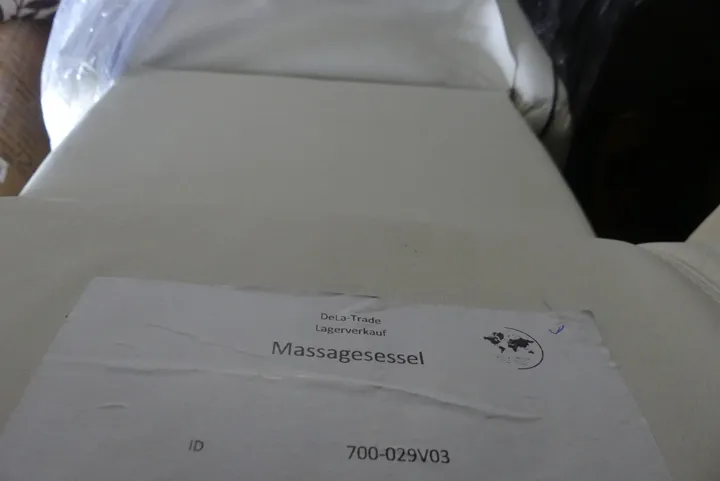 DeLa-Trade
Lagerverkauf
Massagesessel
ID 700-029V03